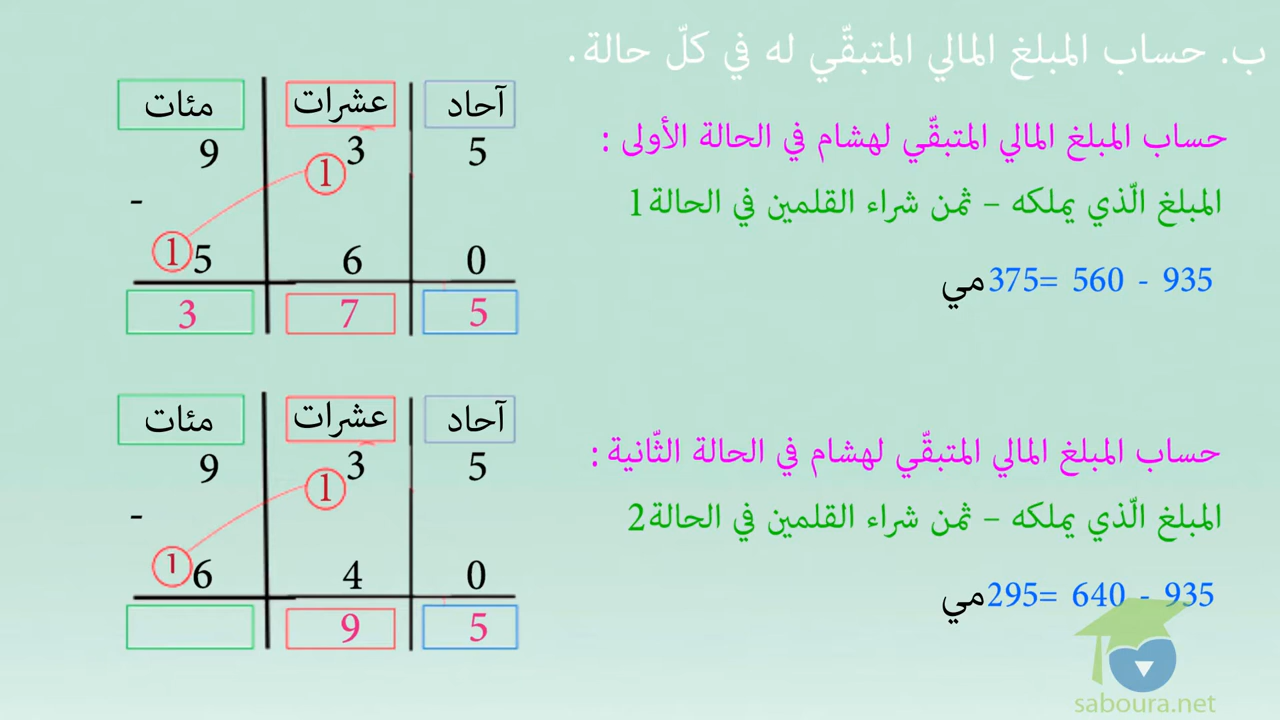 ب. حساب المبلغ المالي المتبقّي له في كلّ حالة.
حساب المبلغ المالي المتبقّي لهشام في الحالة الأولى :
المبلغ الّذي يملكه – ثمن شراء القلمين في الحالة1
935 - 560 =375مي
آحاد عشرات مئات
9 3 5
1
-
1 5 6 0
3 7 5
حساب المبلغ المالي المتبقّي لهشام في الحالة الثّانية :
المبلغ الّذي يملكه – ثمن شراء القلمين في الحالة2
935 - 640 =295مي
آحاد عشرات مئات
9 3 5
1
-
1 6 4 0
9 5
saboura.net